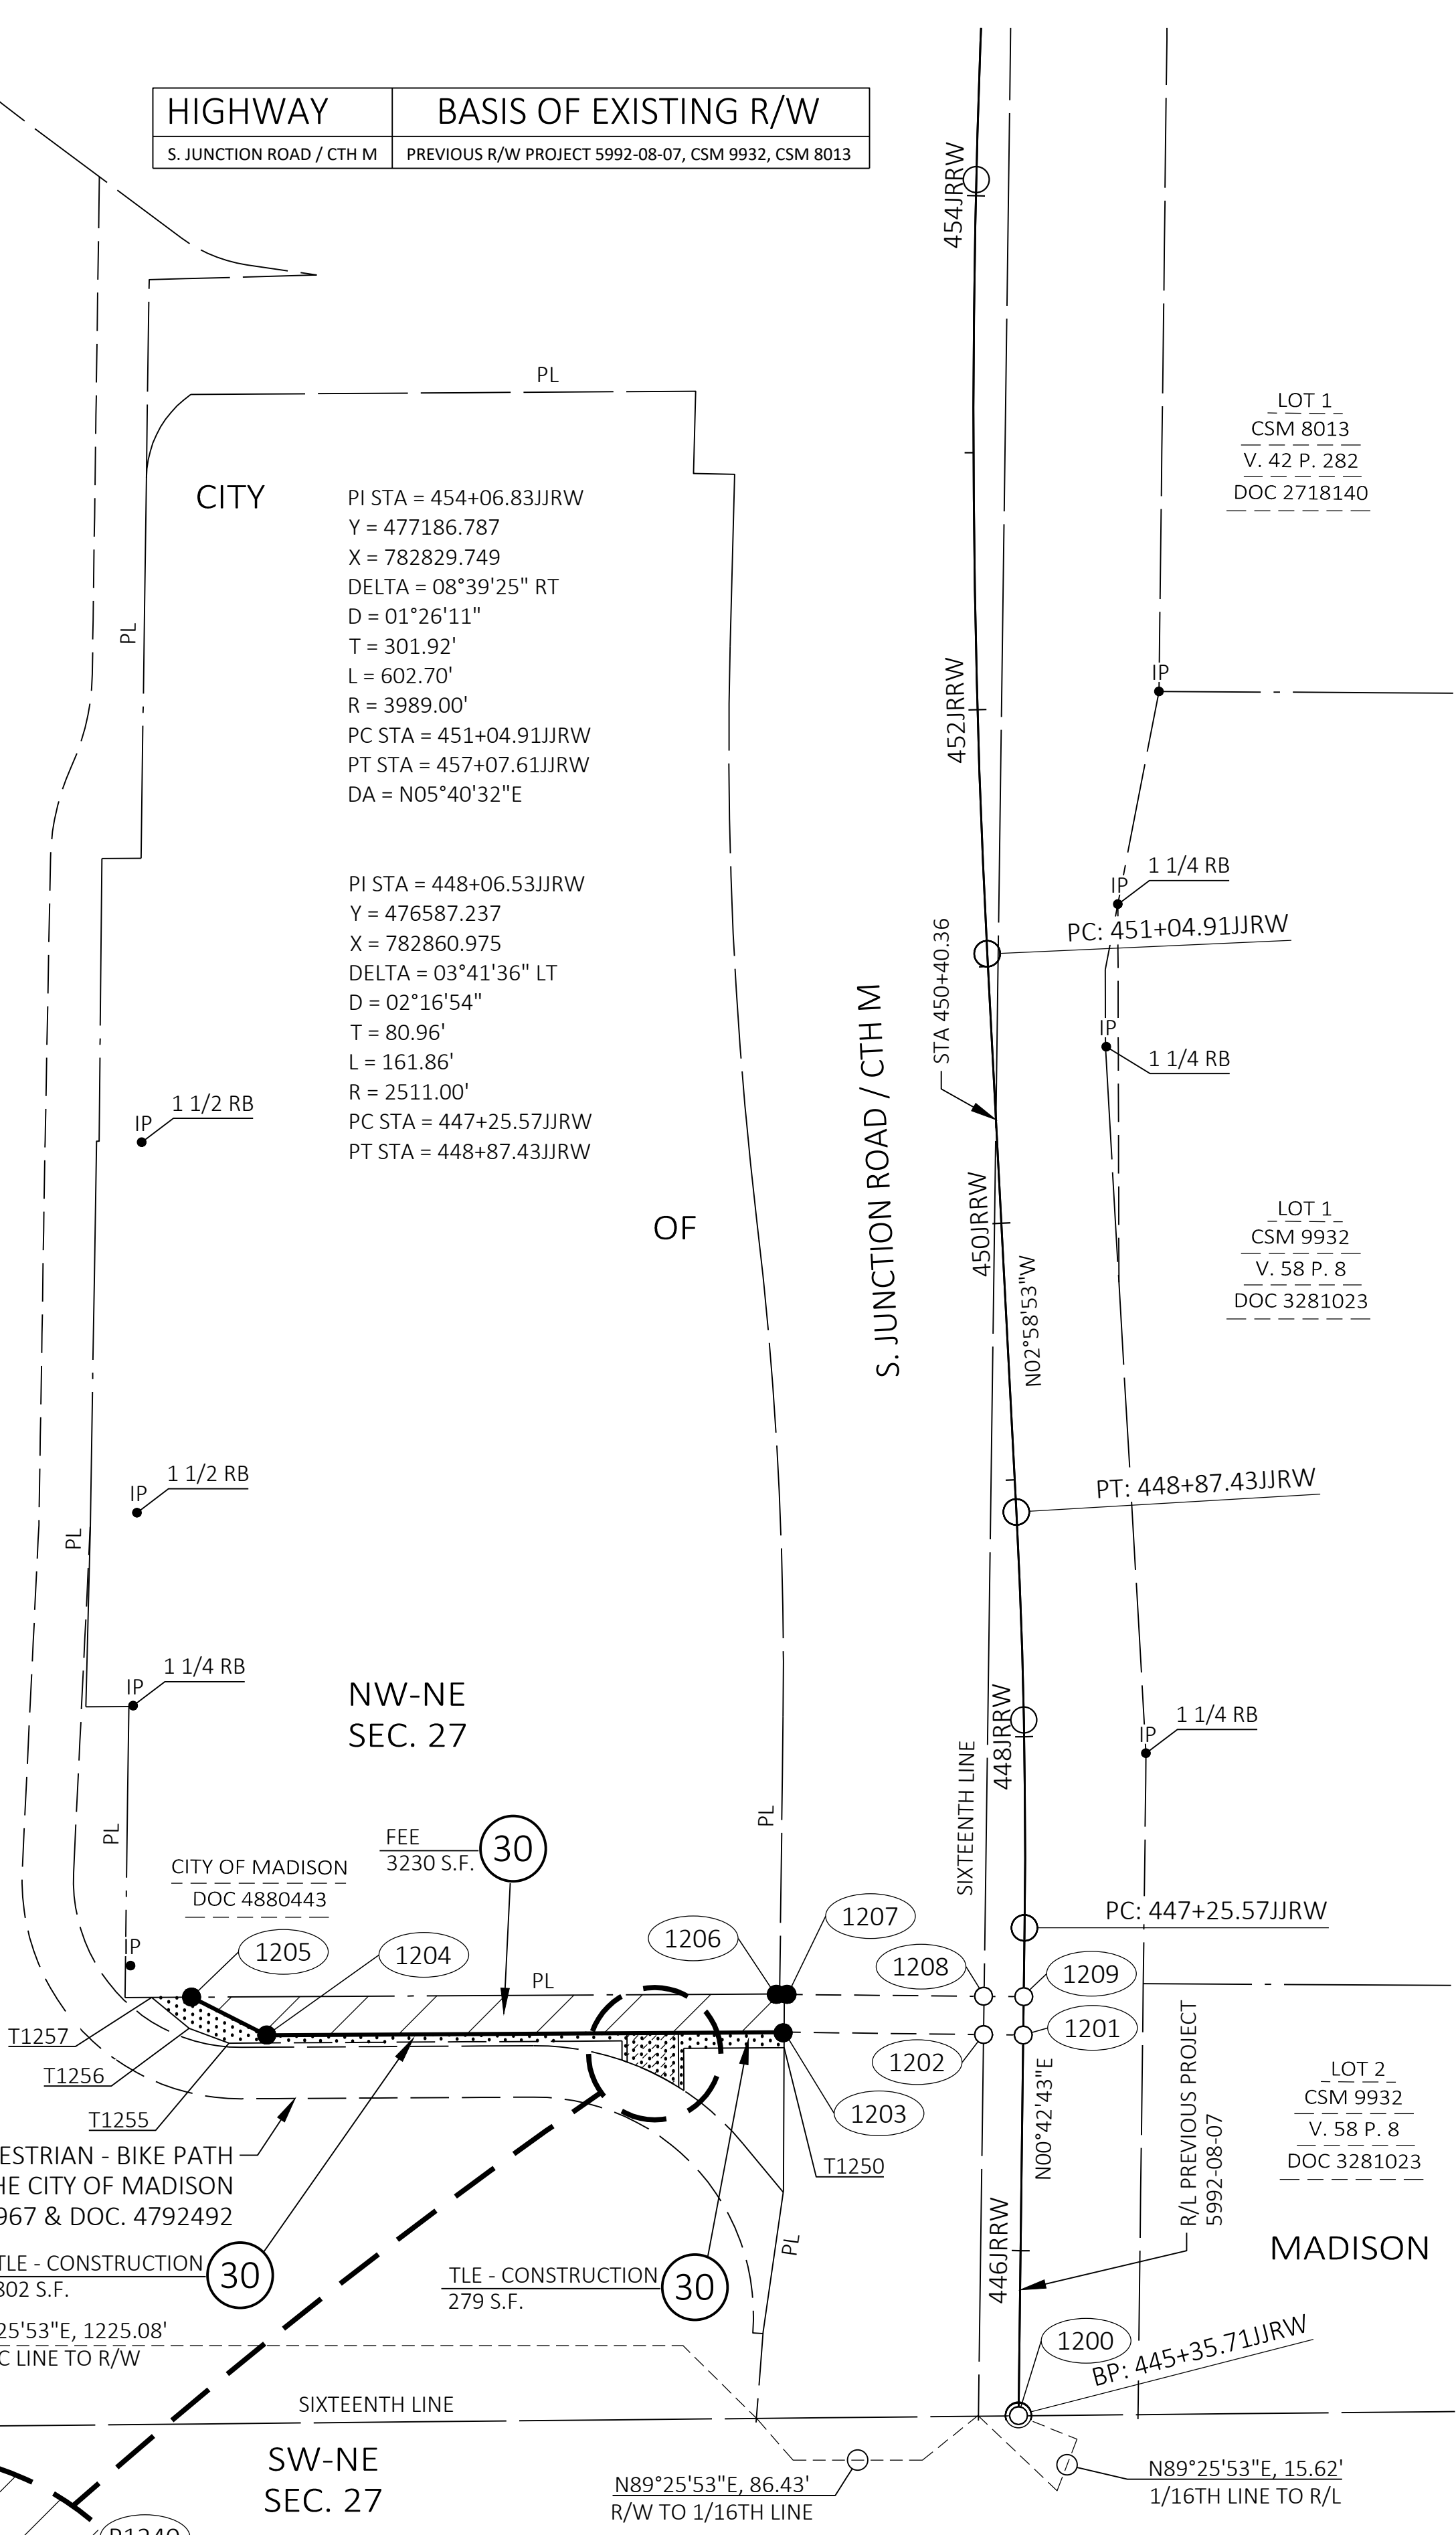 HIGHWAY BASIS OF EXISTING R/W
S. JUNCTION ROAD / CTH M PREVIOUS R/W PROJECT 5992-08-07, CSM 9932, CSM 8013
454JRRW
PL
LOT 1
CSM 8013
V. 42 P. 282
DOC 2718140
CITY
PI STA = 454+06.83JJRW
Y = 477186.787
X = 782829.749
DELTA = 08°39'25" RT
D = 01°26'11"
T = 301.92'
L = 602.70'
R = 3989.00'
PC STA = 451+04.91JJRW
PT STA = 457+07.61JJRW
DA = N05°40'32"E
PL
452JRRW
IP
PI STA = 448+06.53JJRW
Y = 476587.237
X = 782860.975
DELTA = 03°41'36" LT
D = 02°16'54"
T = 80.96'
L = 161.86'
R = 2511.00'
PC STA = 447+25.57JJRW
PT STA = 448+87.43JJRW
1 1/4 RB
IP
PC: 451+04.91JJRW
STA 450+40.36
IP
1 1/4 RB
1 1/2 RB
IP
S. JUNCTION ROAD / CTH M
OF
450JRRW
N02°58'53"W
LOT 1
CSM 9932
V. 58 P. 8
DOC 3281023
1 1/2 RB
IP
PL
PT: 448+87.43JJRW
1 1/4 RB
IP
NW-NE
SEC. 27
448JRRW
1 1/4 RB
IP
SIXTEENTH LINE
PL
PL
FEE
3230 S.F.
30
CITY OF MADISON
DOC 4880443
PC: 447+25.57JJRW
IP
1205
1204
1206
1207
1208
1209
PL
T1257
T1256
T1255
1201
1202
1203
T1250
N00°42'43"E
R/L PREVIOUS PROJECT
5992-08-07
LOT 2
CSM 9932
V. 58 P. 8
DOC 3281023
ESTRIAN - BIKE PATH
HE CITY OF MADISON
967 & DOC. 4792492
TLE - CONSTRUCTION
802 S.F.
30
TLE - CONSTRUCTION
279 S.F.
30
PL
446JRRW
MADISON
25'53"E, 1225.08'
C LINE TO R/W
1200
BP: 445+35.71JJRW
SIXTEENTH LINE
SW-NE
SEC. 27
N89°25'53"E, 86.43'
R/W TO 1/16TH LINE
N89°25'53"E, 15.62'
1/16TH LINE TO R/L